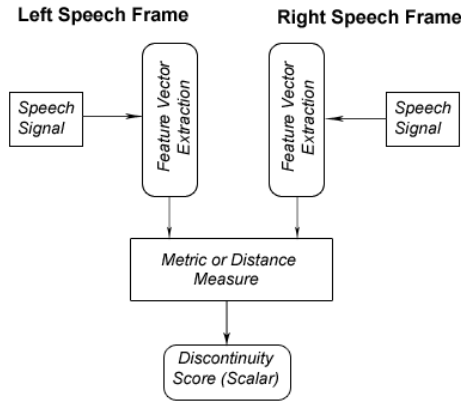 Left Speech Frame
Right Speech Frame
Speech
Signal
Feature Vector
Extraction
Feature Vector
Extraction
Speech
Signal
Metric or Distance
Measure
Discontinuity
Score (Scalar)